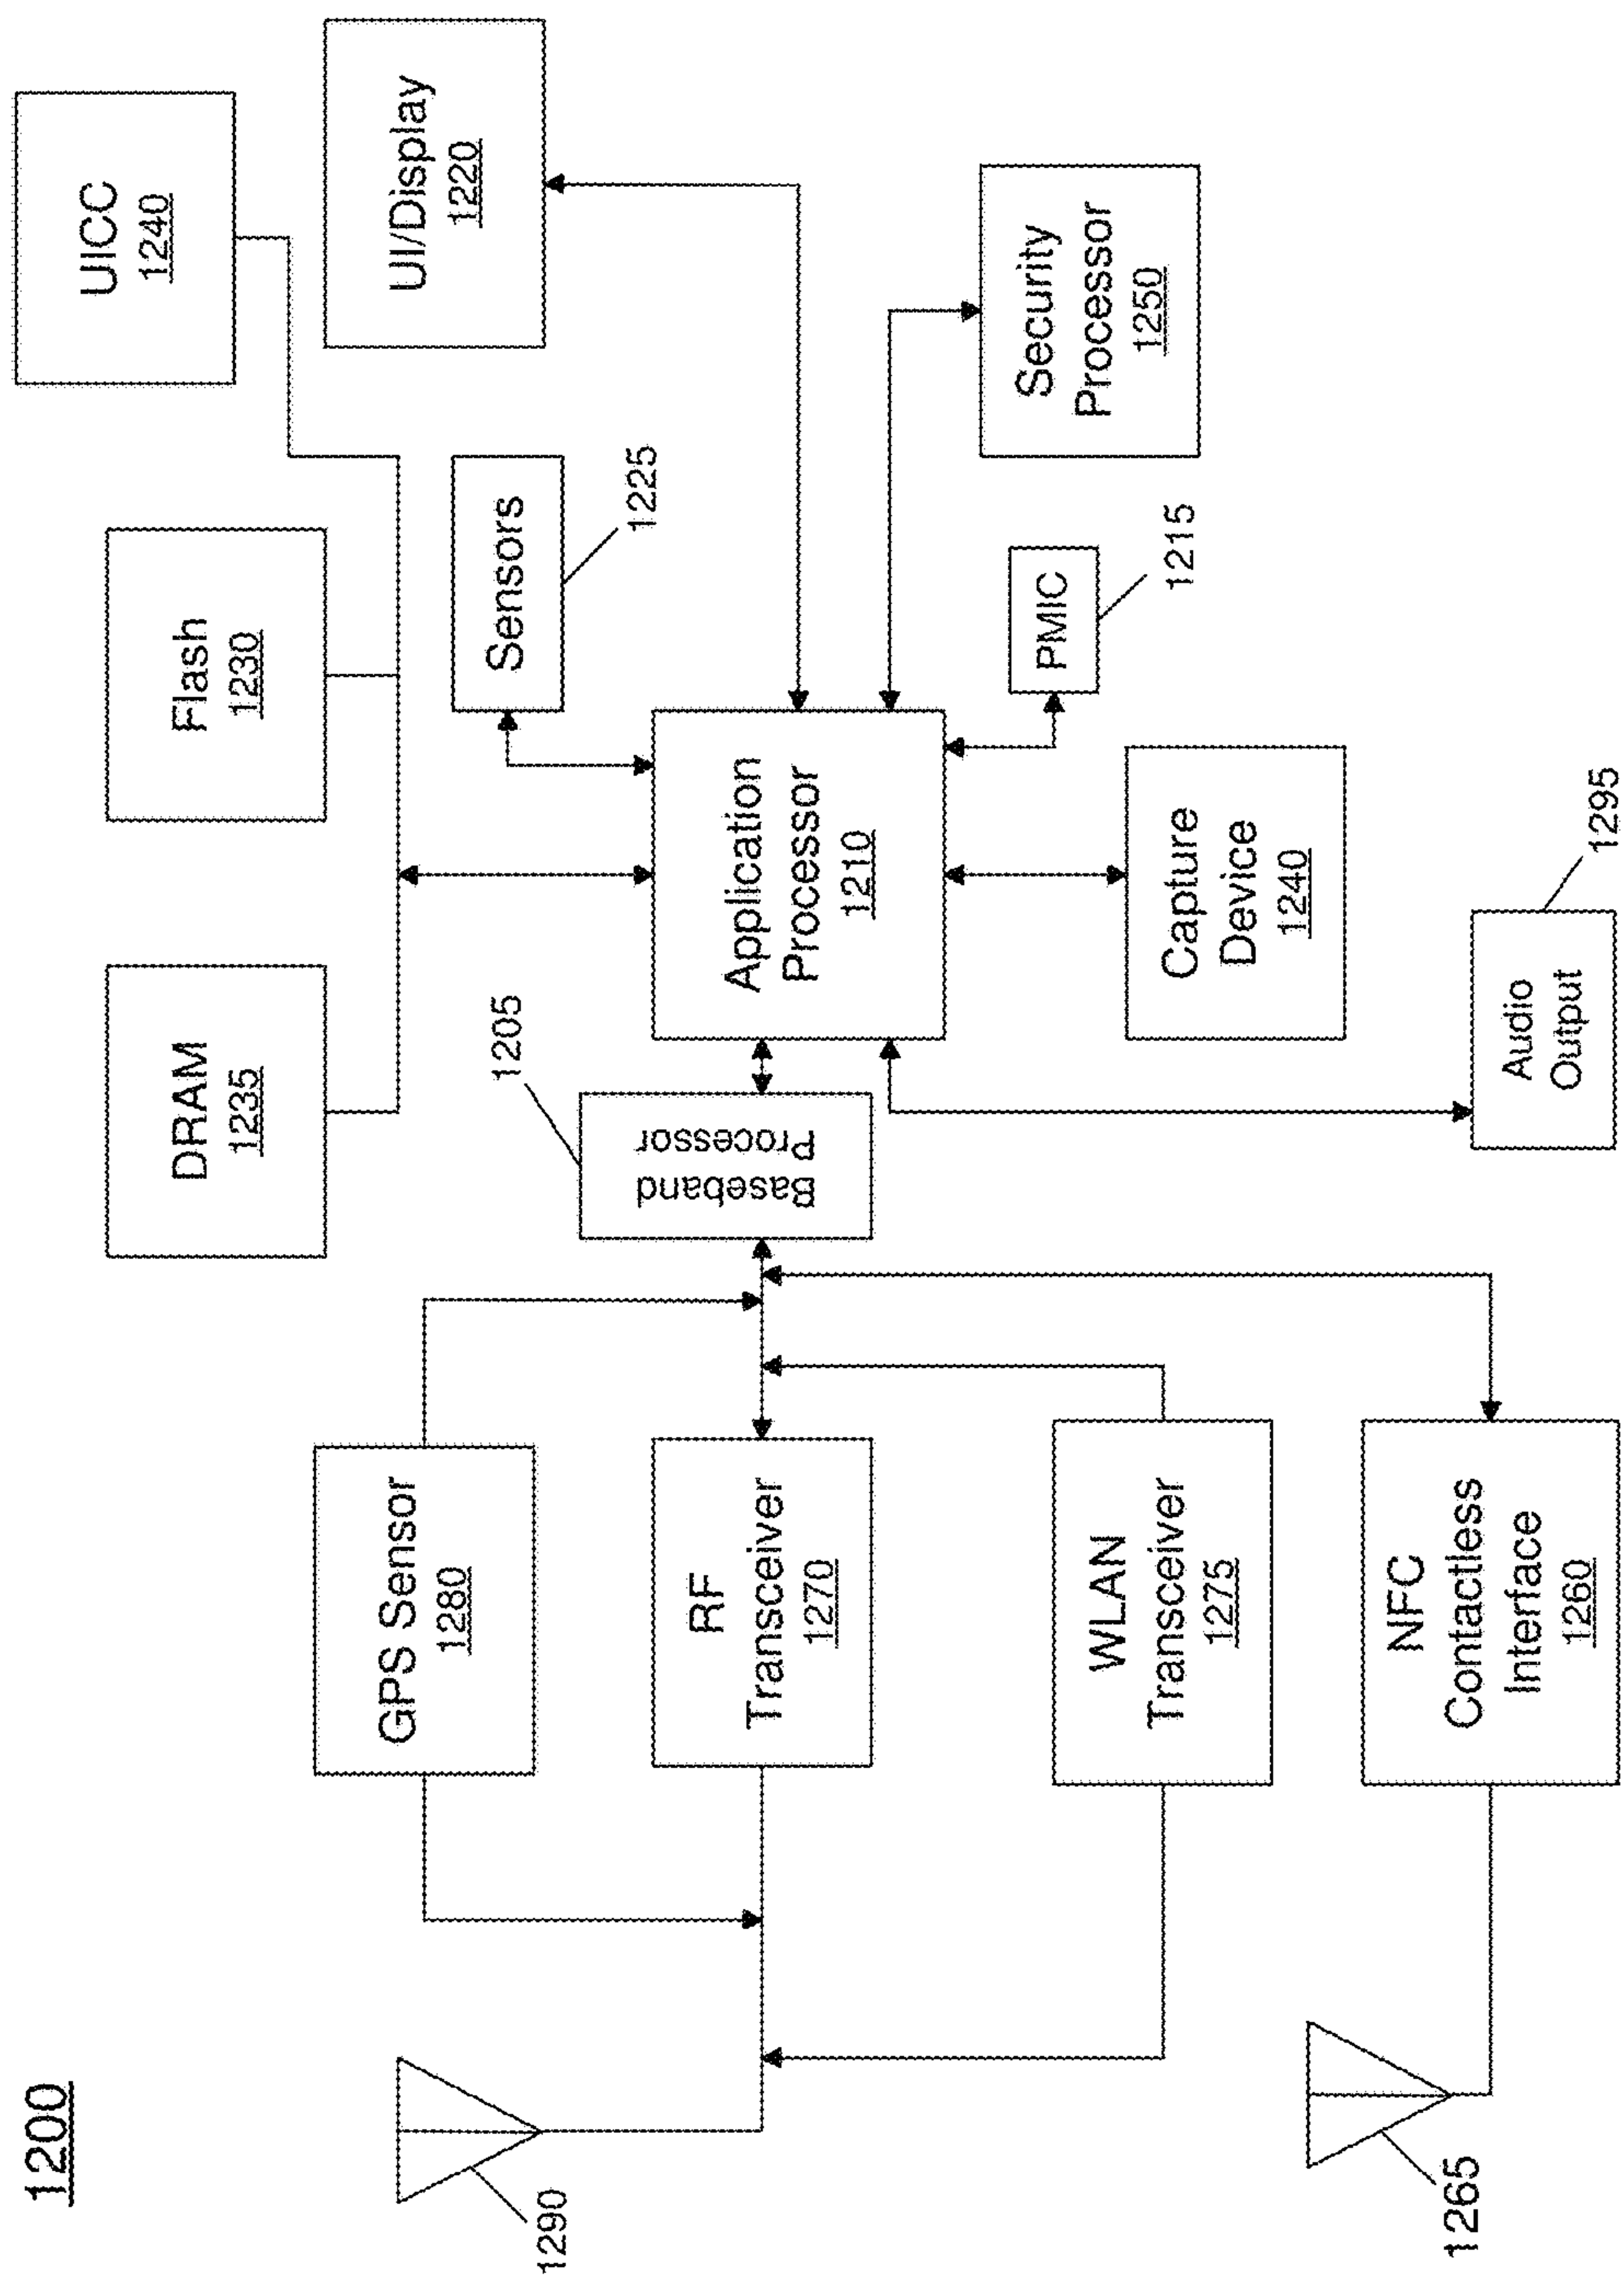 1200
UICC
1240
DRAM
1235
Flash
1230
UI/Display
1220
Sensors
1225
GPS Sensor
1280
1290
1205
Baseband
Processor
Application
Processor
1210
RF
Transceiver
1270
Security
Processor
1250
PMIC
1215
WLAN
Transceiver
1275
Capture
Device
1240
NFC
Contactless
Interface
1260
1265
Audio
Output
1295